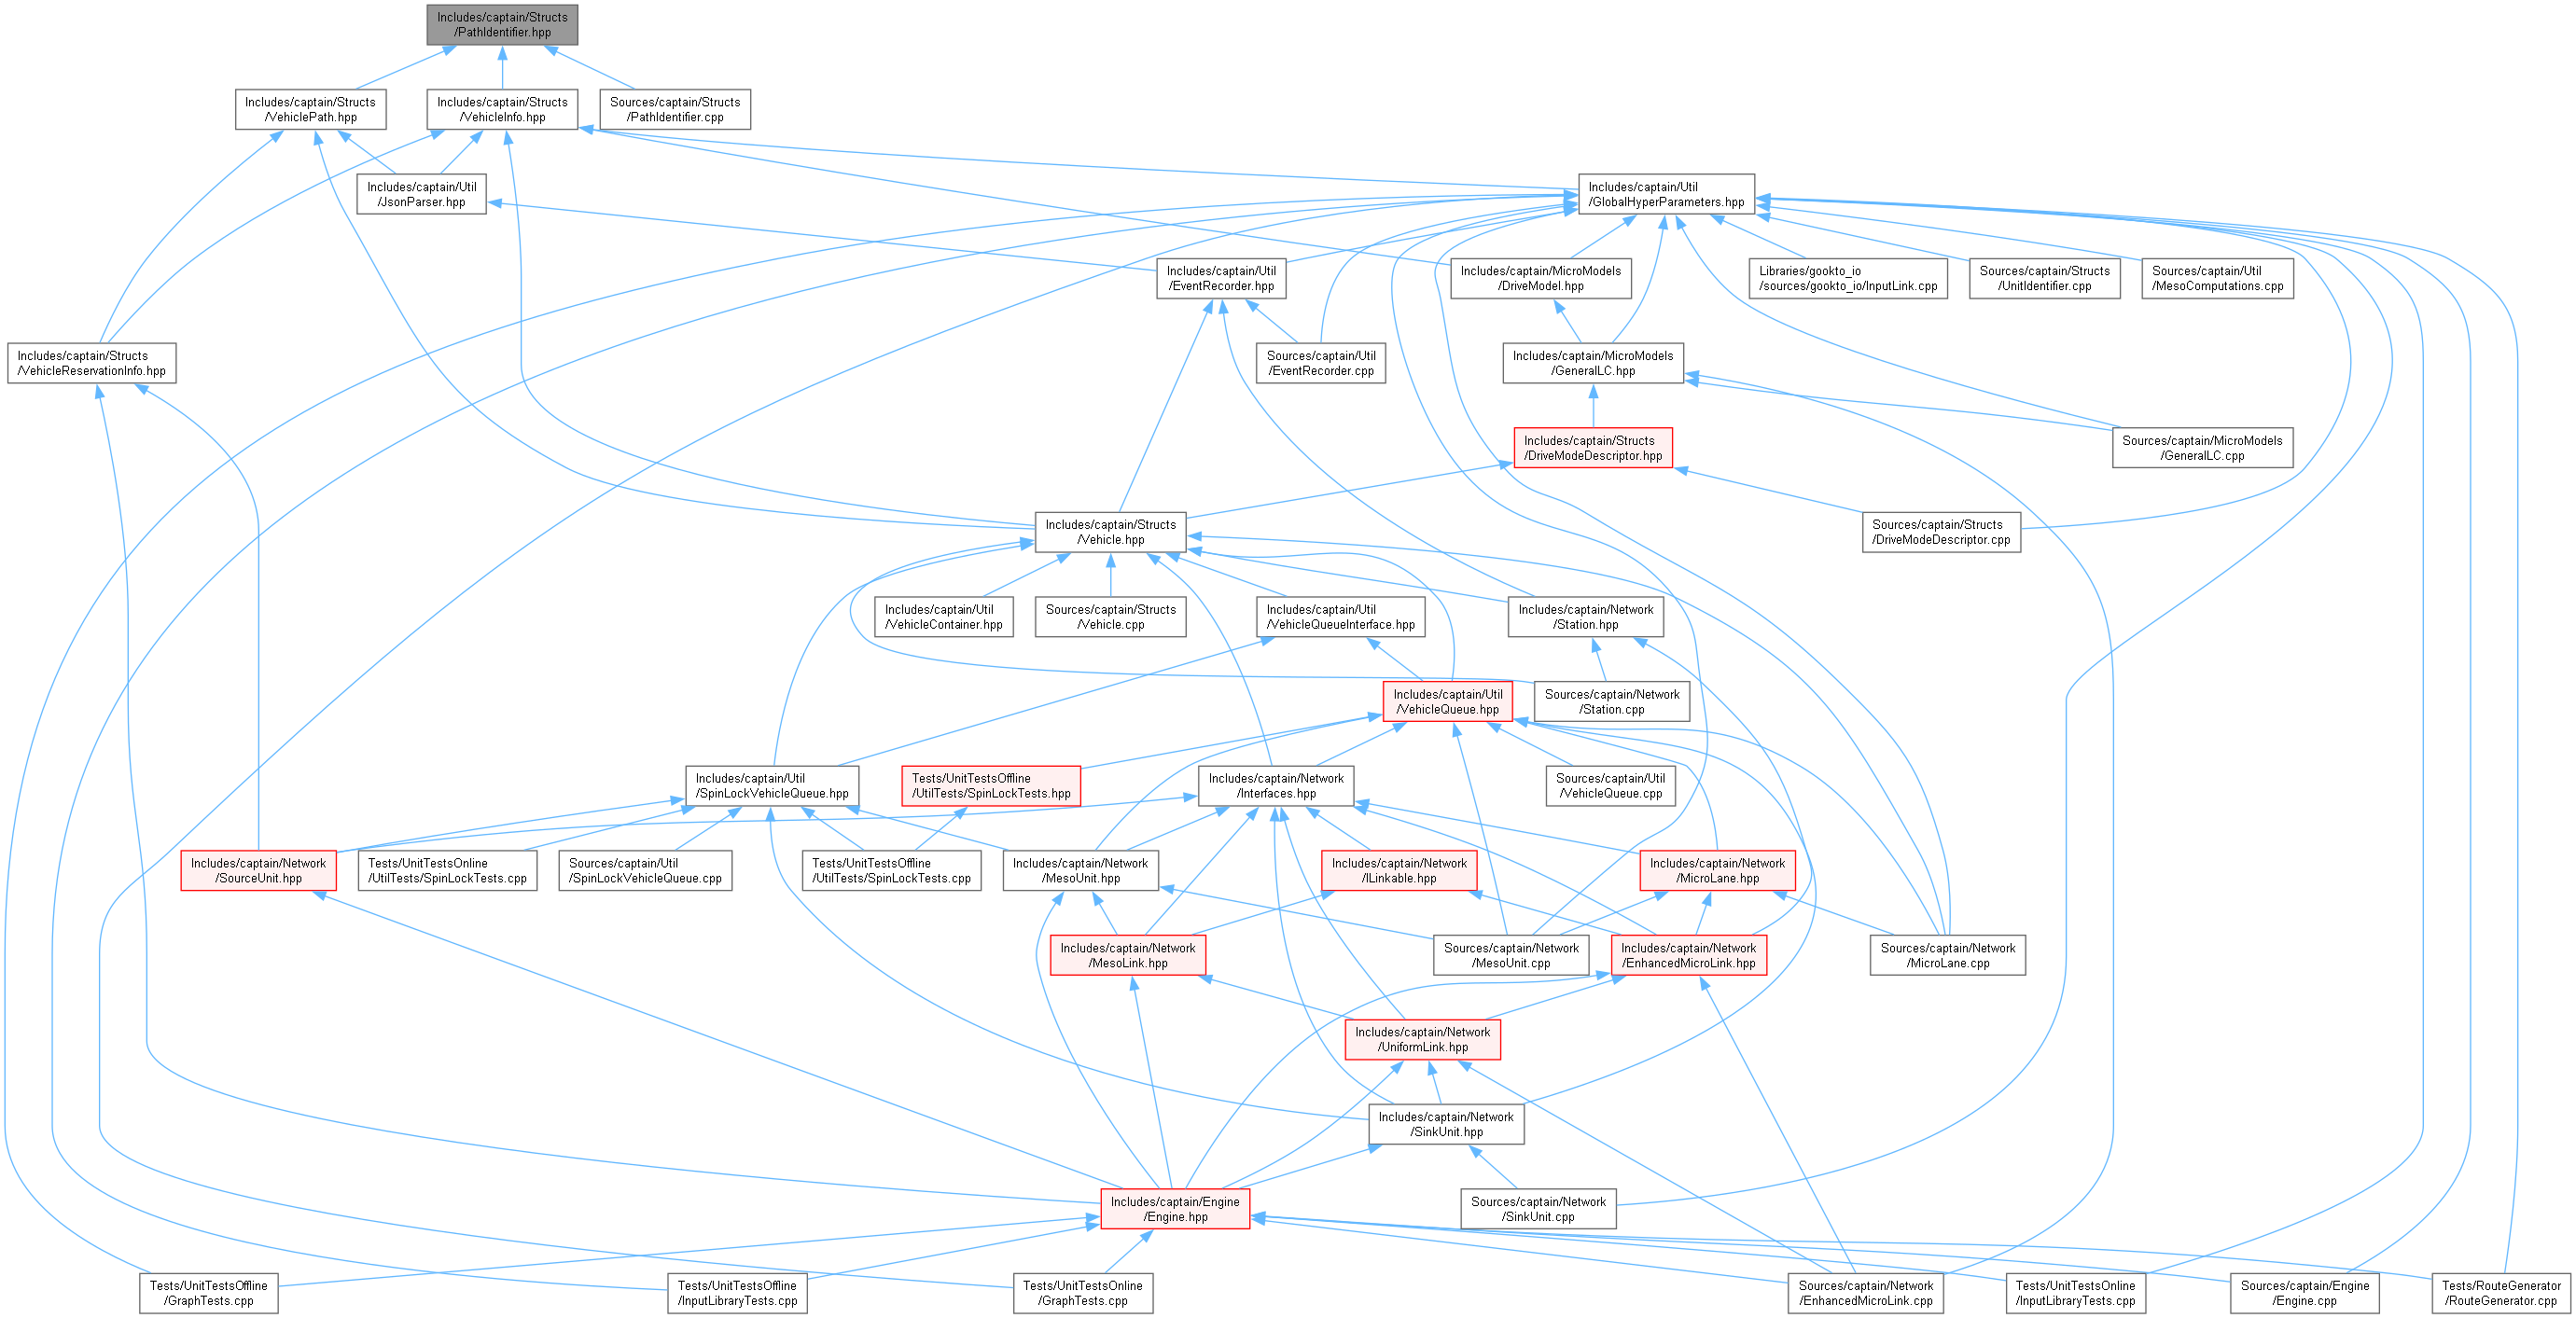 Includes/captain/Structs
/PathIdentifier.hpp
Includes/captain/Structs
/VehiclePath.hpp
Includes/captain/Structs
/VehicleInfo.hpp
Sources/captain/Structs
/PathIdentifier.cpp
Includes/captain/Util
/JsonParser.hpp
Includes/captain/Util
/GlobalHyperParameters.hpp
Includes/captain/Util
/EventRecorder.hpp
Includes/captain/MicroModels
/DriveModel.hpp
Libraries/gookto_io
/sources/gookto_io/InputLink.cpp
Sources/captain/Structs
/UnitIdentifier.cpp
Sources/captain/Util
/MesoComputations.cpp
Includes/captain/Structs
/VehicleReservationInfo.hpp
Sources/captain/Util
/EventRecorder.cpp
Includes/captain/MicroModels
/GeneralLC.hpp
Includes/captain/Structs
/DriveModeDescriptor.hpp
Sources/captain/MicroModels
/GeneralLC.cpp
Includes/captain/Structs
/Vehicle.hpp
Sources/captain/Structs
/DriveModeDescriptor.cpp
Includes/captain/Util
/VehicleContainer.hpp
Sources/captain/Structs
/Vehicle.cpp
Includes/captain/Util
/VehicleQueueInterface.hpp
Includes/captain/Network
/Station.hpp
Includes/captain/Util
/VehicleQueue.hpp
Sources/captain/Network
/Station.cpp
Includes/captain/Util
/SpinLockVehicleQueue.hpp
Tests/UnitTestsOffline
/UtilTests/SpinLockTests.hpp
Includes/captain/Network
/Interfaces.hpp
Sources/captain/Util
/VehicleQueue.cpp
Includes/captain/Network
/SourceUnit.hpp
Tests/UnitTestsOnline
/UtilTests/SpinLockTests.cpp
Sources/captain/Util
/SpinLockVehicleQueue.cpp
Tests/UnitTestsOffline
/UtilTests/SpinLockTests.cpp
Includes/captain/Network
/MesoUnit.hpp
Includes/captain/Network
/ILinkable.hpp
Includes/captain/Network
/MicroLane.hpp
Includes/captain/Network
/MesoLink.hpp
Sources/captain/Network
/MesoUnit.cpp
Includes/captain/Network
/EnhancedMicroLink.hpp
Sources/captain/Network
/MicroLane.cpp
Includes/captain/Network
/UniformLink.hpp
Includes/captain/Network
/SinkUnit.hpp
Includes/captain/Engine
/Engine.hpp
Sources/captain/Network
/SinkUnit.cpp
Tests/UnitTestsOffline
/GraphTests.cpp
Tests/UnitTestsOffline
/InputLibraryTests.cpp
Tests/UnitTestsOnline
/GraphTests.cpp
Sources/captain/Network
/EnhancedMicroLink.cpp
Tests/UnitTestsOnline
/InputLibraryTests.cpp
Sources/captain/Engine
/Engine.cpp
Tests/RouteGenerator
/RouteGenerator.cpp